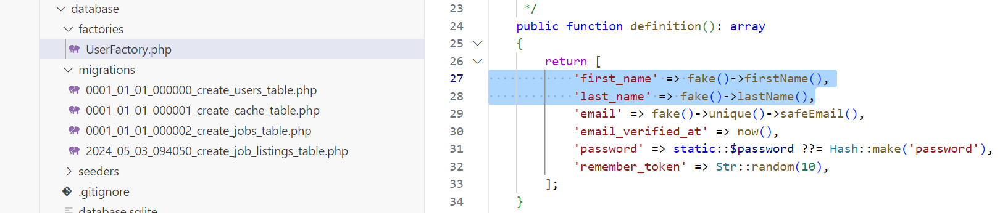 database
factories
UserFactory.php
migrations
0001_01_01_000000_create_users_table.php
0001_01_01_000001_create_cache_table.php
0001_01_01_000002_create_jobs_table.php
2024_05_03_094050_create_job_listings_table.php
seeders
.gitignore
database.sqlite
23 */
24 public function definition(): array
25 {
26 return [
27 'first_name' => fake()->firstName(),
28 'last_name' => fake()->lastName(),
29 'email' => fake()->unique()->safeEmail(),
30 'email_verified_at' => now(),
31 'password' => static::$password ??= Hash::make('password'),
32 'remember_token' => Str::random(10),
33 ];
34 }